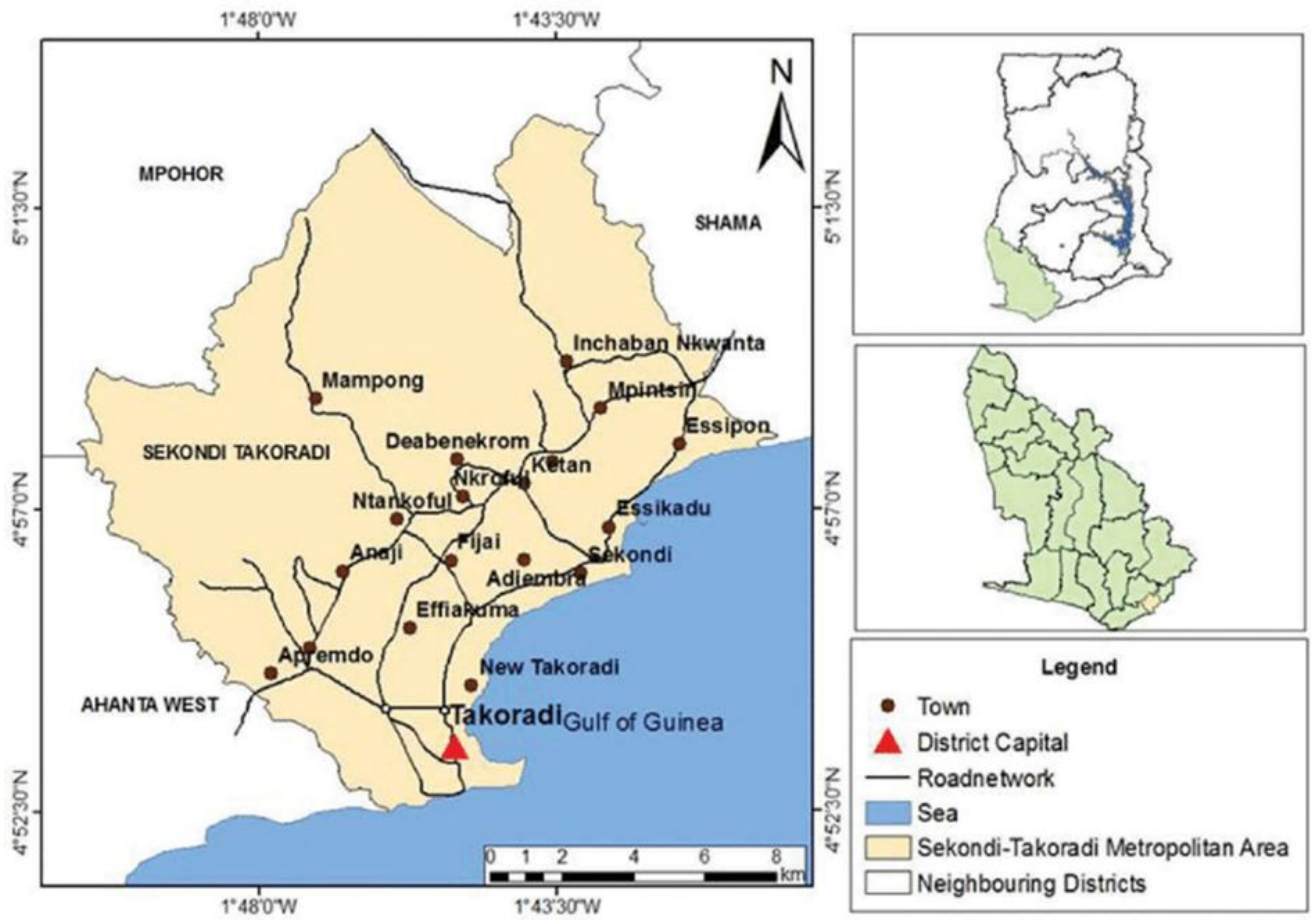 1°48'0"W
1°43'30"W
N
MPOHOR
5°1'30"N
5°1'30"N
SHAMA
Inchaban Nkwanta
Mampong
Mpintsin
Essipon
Deabenekrom
SEKONDI TAKORADI
Ketan
Nkroful
Ntankoful
Essikadu
4°57'0"N
4°57'0"N
Fijai
Anaji
Sekondi
Adiembra
Effiakuma
Apremdo
New Takoradi
AHANTA WEST
Takoradi
Gulf of Guinea
4°52'30"N
4°52'30"N
0 1 2 4 6 8
km
1°48'0"W
1°43'30"W
Legend
Town
District Capital
Roadnetwork
Sea
Sekondi-Takoradi Metropolitan Area
Neighbouring Districts